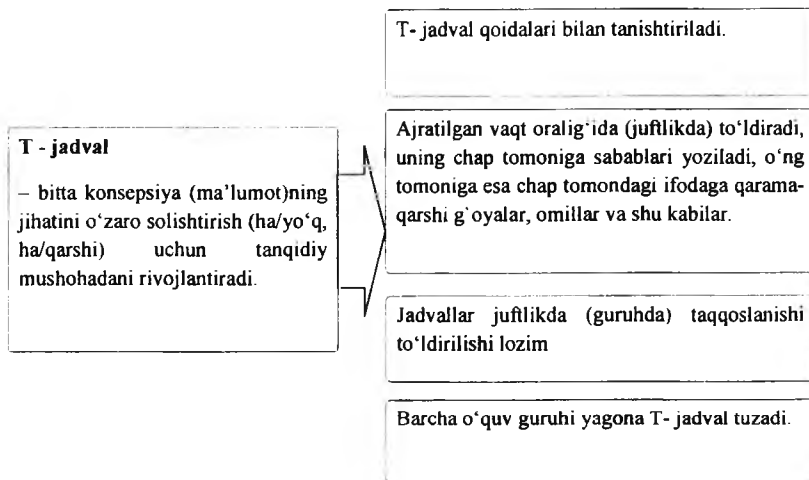 T - jadval
– bitta konsepsiya (ma’lumot)ning
jihatini o‘zaro solishtirish (ha/yo‘q,
ha/qarshi) uchun tanqidiy
mushohadani rivojlantiradi.
T- jadval qoidalari bilan tanishtiriladi.
Ajratilgan vaqt oralig‘ida (juftlikda) to‘ldiradi,
uning chap tomoniga sabablari yoziladi, o‘ng
tomoniga esa chap tomondagi ifodaga qarama-
qarshi g`oyalar, omillar va shu kabilar.
Jadvallar juftlikda (guruhda) taqqoslanishi
to‘ldirilishi lozim
Barcha o‘quv guruhi yagona T- jadval tuzadi.